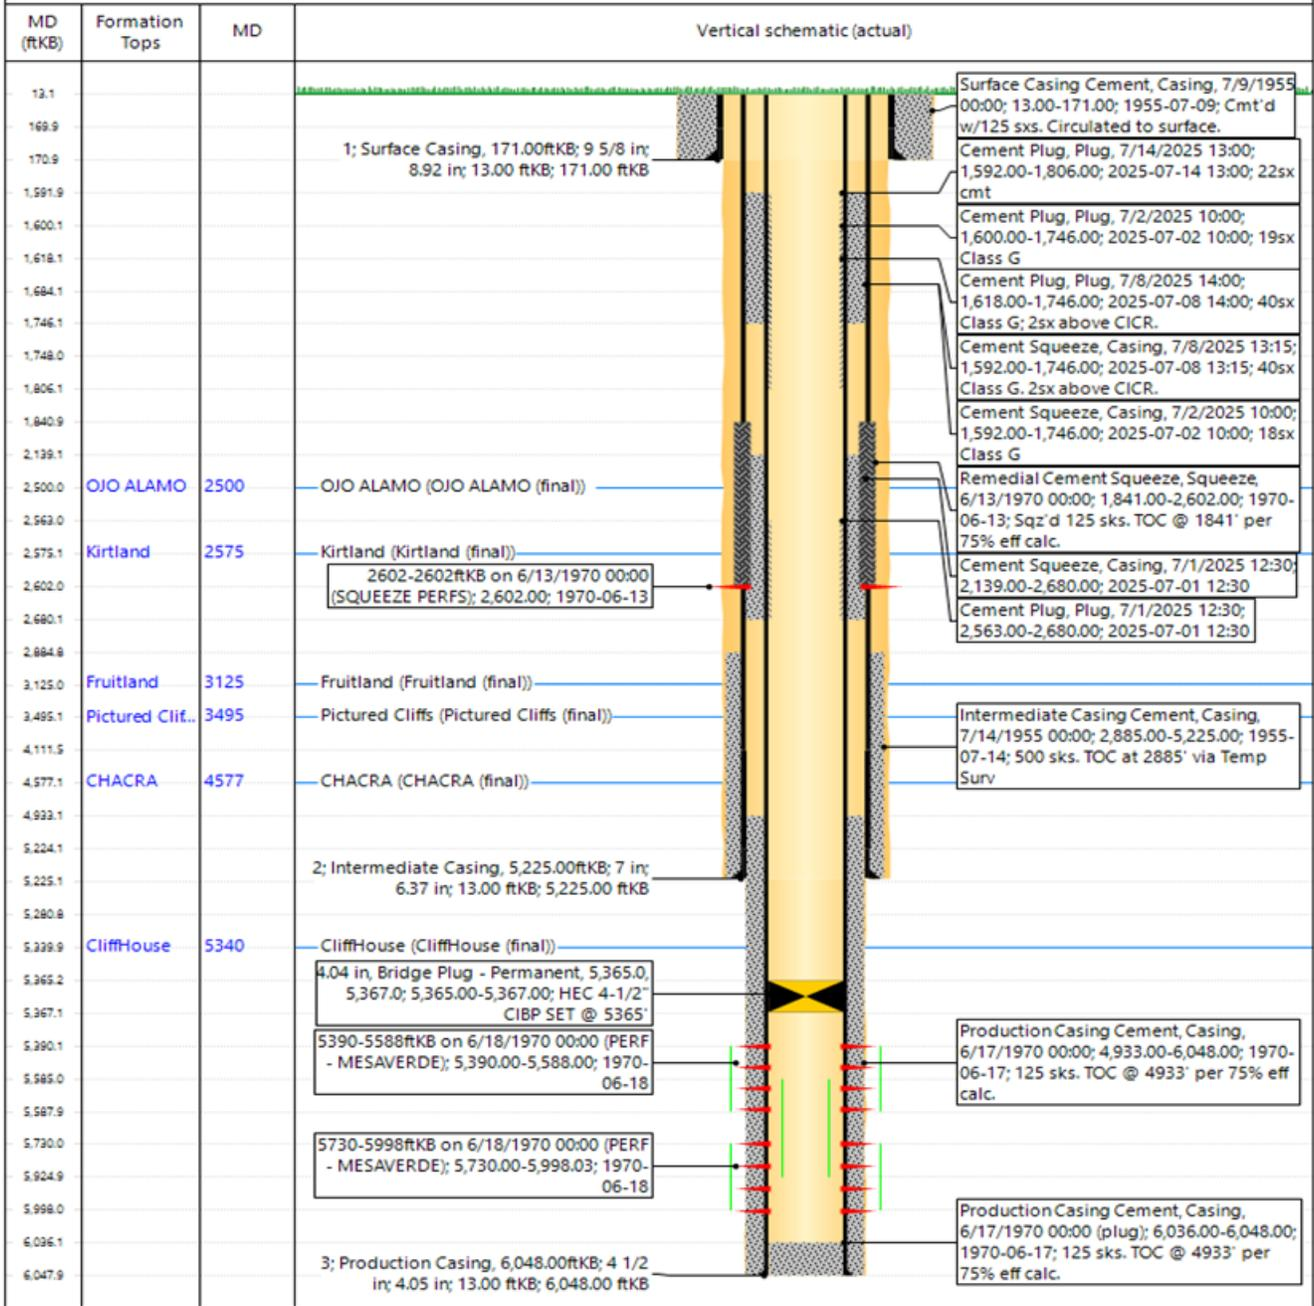 MD
(ftKB)
Formation
Tops
MD
Vertical schematic (actual)
13.1
169.9
170.9
1,591.9
1,600.1
1,618.1
1,684.1
1,746.1
1,748.0
1,806.1
1,840.9
2,139.1
2,500.0
2,563.0
2,575.1
2,602.0
2,680.1
2,884.8
3,125.0
3,495.1
4,111.5
4,577.1
4,933.1
5,224.1
5,225.1
5,280.8
5,339.9
5,365.2
5,367.1
5,390.1
5,585.0
5,587.9
5,730.0
5,924.9
5,998.0
6,036.1
6,047.9
OJO ALAMO 2500
Kirtland 2575
Fruitland 3125
Pictured Clif... 3495
CHACRA 4577
CliffHouse 5340
1; Surface Casing, 171.00ftKB; 9 5/8 in;
8.92 in; 13.00 ftKB; 171.00 ftKB
OJO ALAMO (OJO ALAMO (final))
Kirtland (Kirtland (final))
2602-2602ftKB on 6/13/1970 00:00
(SQUEEZE PERFS); 2,602.00; 1970-06-13
Fruitland (Fruitland (final))
Pictured Cliffs (Pictured Cliffs (final))
CHACRA (CHACRA (final))
2; Intermediate Casing, 5,225.00ftKB; 7 in;
6.37 in; 13.00 ftKB; 5,225.00 ftKB
CliffHouse (CliffHouse (final))
4.04 in, Bridge Plug - Permanent, 5,365.0,
5,367.0; 5,365.00-5,367.00; HEC 4-1/2"
CIBP SET @ 5365'
5390-5588ftKB on 6/18/1970 00:00 (PERF
- MESAVERDE); 5,390.00-5,588.00; 1970-
06-18
5730-5998ftKB on 6/18/1970 00:00 (PERF
- MESAVERDE); 5,730.00-5,998.03; 1970-
06-18
3; Production Casing, 6,048.00ftKB; 4 1/2
in; 4.05 in; 13.00 ftKB; 6,048.00 ftKB
Surface Casing Cement, Casing, 7/9/1955
00:00; 13.00-171.00; 1955-07-09; Cmt'd
w/125 sxs. Circulated to surface.
Cement Plug, Plug, 7/14/2025 13:00;
1,592.00-1,806.00; 2025-07-14 13:00; 22sx
cmt
Cement Plug, Plug, 7/2/2025 10:00;
1,600.00-1,746.00; 2025-07-02 10:00; 19sx
Class G
Cement Plug, Plug, 7/8/2025 14:00;
1,618.00-1,746.00; 2025-07-08 14:00; 40sx
Class G; 2sx above CICR.
Cement Squeeze, Casing, 7/8/2025 13:15;
1,592.00-1,746.00; 2025-07-08 13:15; 40sx
Class G. 2sx above CICR.
Cement Squeeze, Casing, 7/2/2025 10:00;
1,592.00-1,746.00; 2025-07-02 10:00; 18sx
Class G
Remedial Cement Squeeze, Squeeze,
6/13/1970 00:00; 1,841.00-2,602.00; 1970-
06-13; Sqz'd 125 sks. TOC @ 1841' per
75% eff calc.
Cement Squeeze, Casing, 7/1/2025 12:30;
2,139.00-2,680.00; 2025-07-01 12:30
Cement Plug, Plug, 7/1/2025 12:30;
2,563.00-2,680.00; 2025-07-01 12:30
Intermediate Casing Cement, Casing,
7/14/1955 00:00; 2,885.00-5,225.00; 1955-
07-14; 500 sks. TOC at 2885' via Temp
Surv
Production Casing Cement, Casing,
6/17/1970 00:00; 4,933.00-6,048.00; 1970-
06-17; 125 sks. TOC @ 4933' per 75% eff
calc.
Production Casing Cement, Casing,
6/17/1970 00:00 (plug); 6,036.00-6,048.00;
1970-06-17; 125 sks. TOC @ 4933' per
75% eff calc.